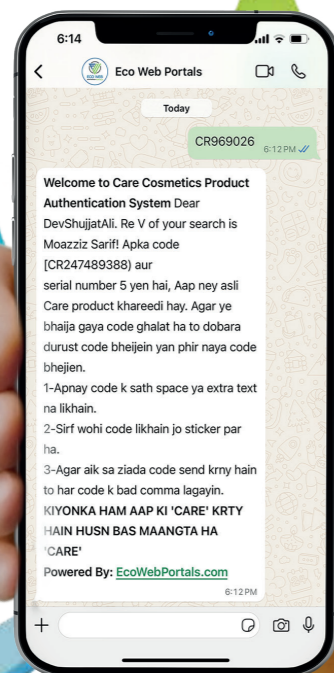 6:14
Eco Web Portals
Today
CR969026
6:12 PM
Welcome to Care Cosmetics Product
Authentication System Dear
DevShujjatAli. Re V of your search is
Moazziz Sarif! Apka code
[CR247489388) aur
serial number 5 yen hai, Aap ney asli
Care product khareedi hay. Agar ye
bhaija gaya code ghalat ha to dobara
durust code bheijein yan phir naya code
bhejien.
1-Apnay code k sath space ya extra text
na likhain.
2-Sirf wohi code likhain jo sticker par
ha.
3-Agar aik sa ziada code send krny hain
to har code k bad comma lagayin.
KIYONKA HAM AAP KI 'CARE' KRTY
HAIN HUSN BAS MAANGTA HA
'CARE'
Powered By: EcoWebPortals.com
6:12 PM